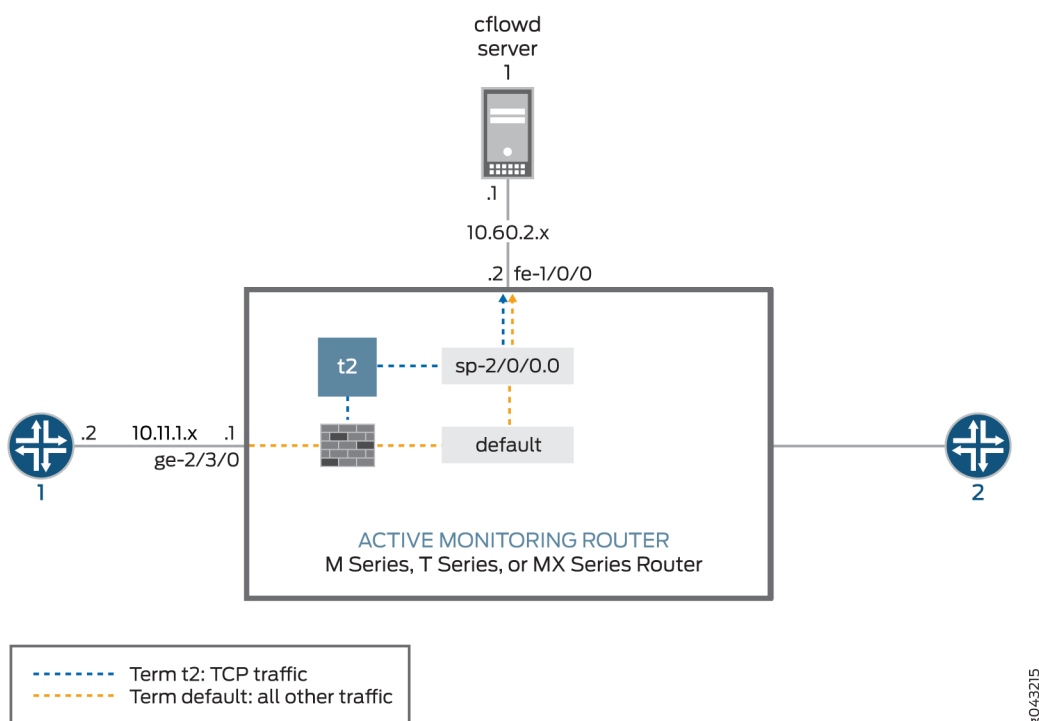 cflowd
server
1
.1
10.60.2.x
.2 fe-1/0/0
t2
sp-2/0/0.0
.2 10.11.1.x .1
ge-2/3/0
default
1
2
ACTIVE MONITORING ROUTER
M Series, T Series, or MX Series Router
Term t2: TCP traffic
Term default: all other traffic
g043215